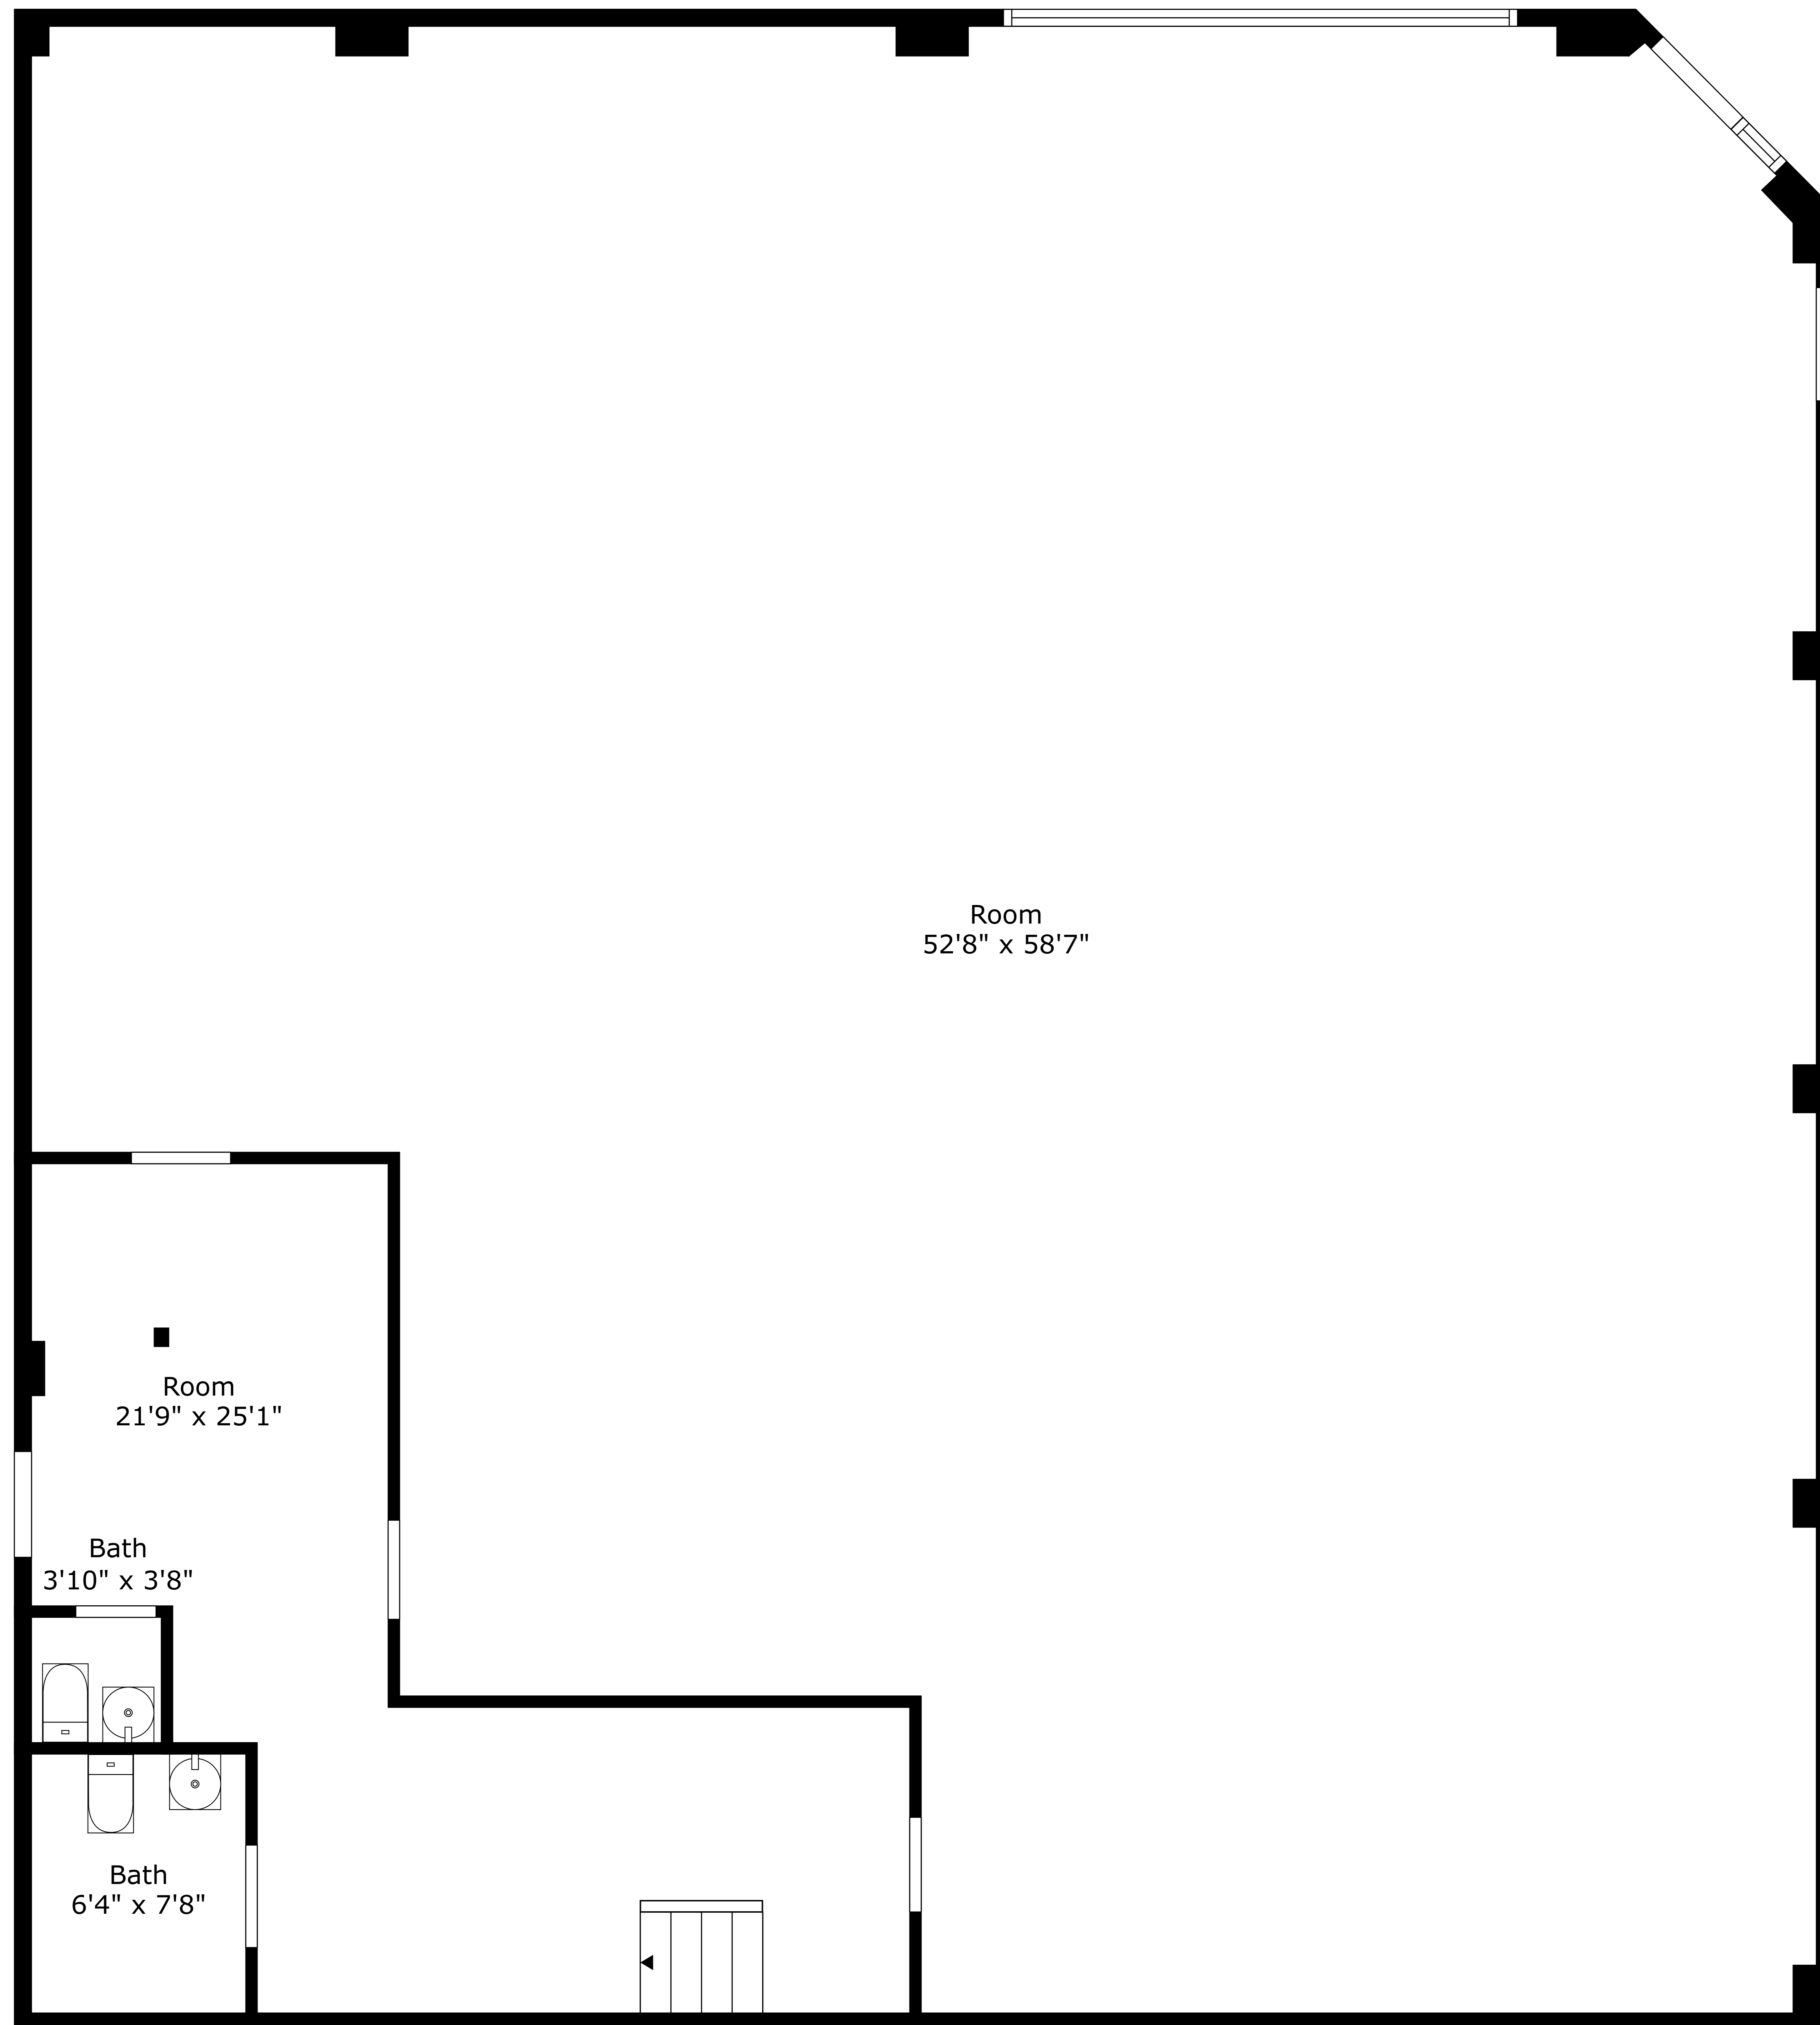 Room
52'8" x 58'7"
Room
21'9" x 25'1"
Bath
3'10" x 3'8"
Bath
6'4" x 7'8"